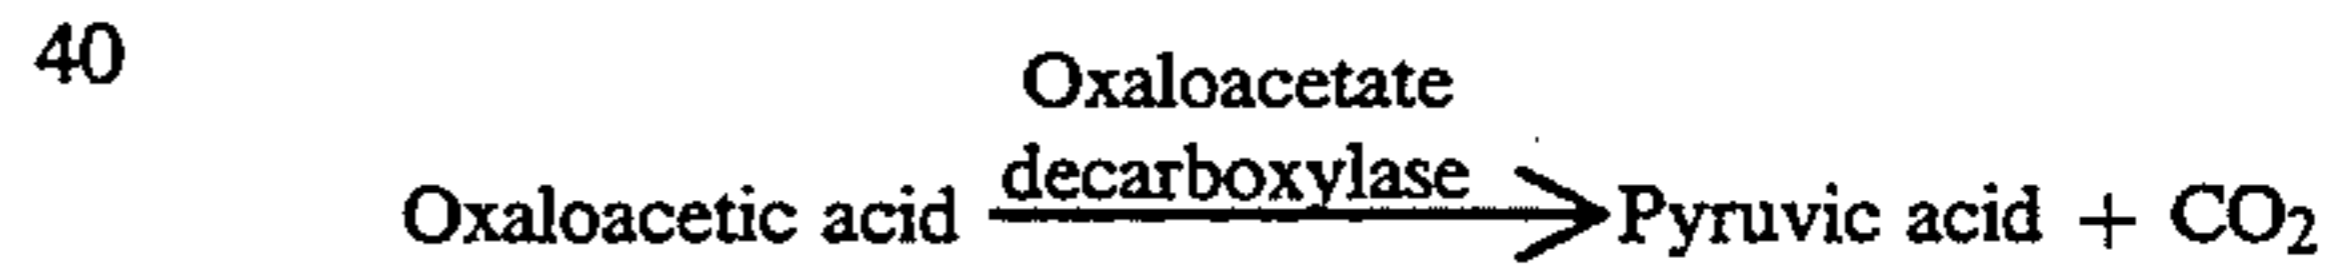 40
Oxaloacetate
decarboxylase
Oxaloacetic acid Pyruvic acid + CO2